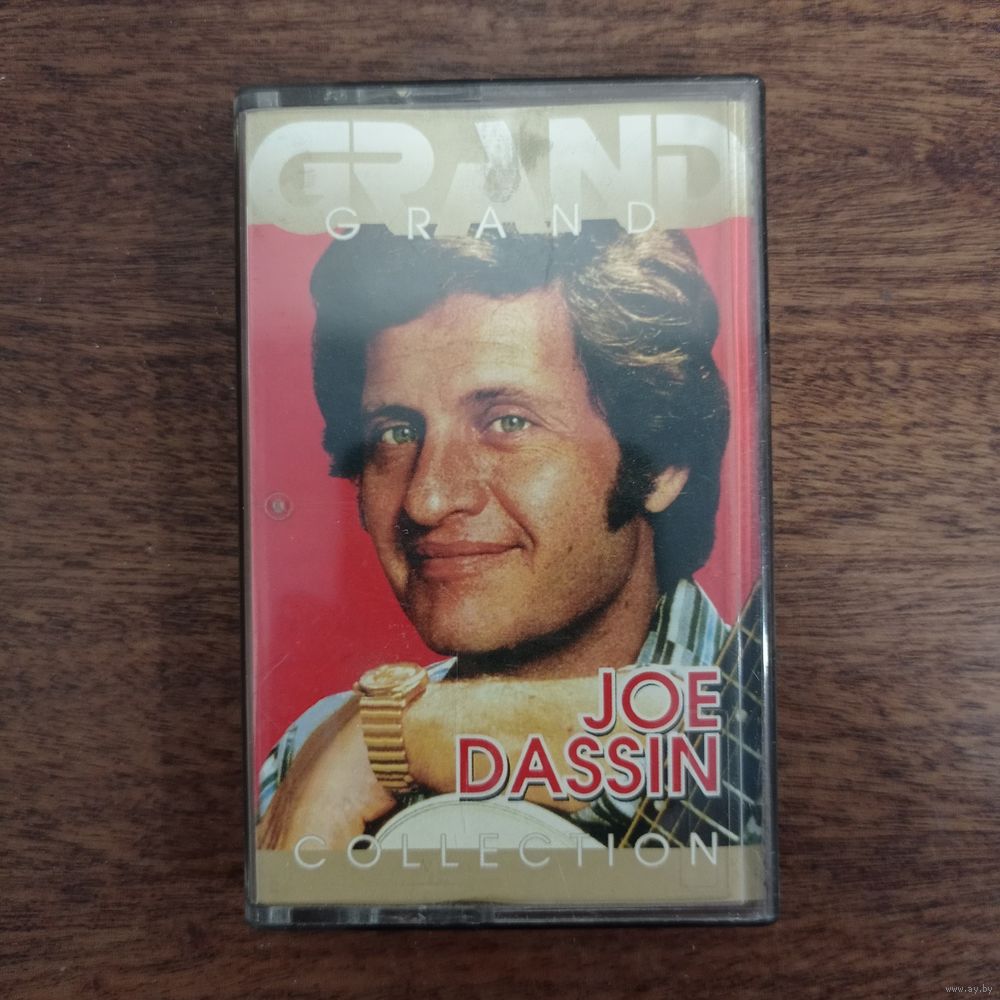 GRAND
GRAND
JOE
DASSIN
COLLECTION
www.ay.by